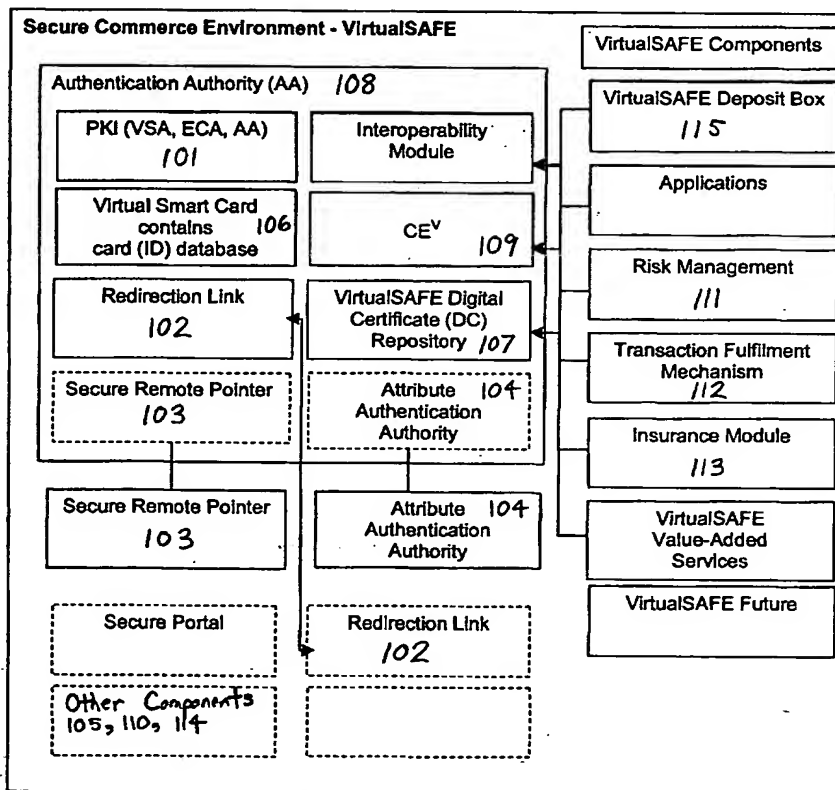 Secure Commerce Environment - VirtualSAFE
VirtualSAFE Components
Authentication Authority (AA) 108
PKI (VSA, ECA, AA)
101
Interoperability
Module
Virtual Smart Card
contains 106
card (ID) database
CEV
109
Redirection Link
102
VirtualSAFE Digital
Certificate (DC)
Repository 107
Secure Remote Pointer
103
Attribute 104
Authentication
Authority
Secure Remote Pointer
103
Attribute 104
Authentication
Authority
Secure Portal
Redirection Link
102
Other Components
105, 110, 114
VirtualSAFE Deposit Box
115
Applications
Risk Management
111
Transaction Fulfilment
Mechanism
112
Insurance Module
113
VirtualSAFE
Value-Added
Services
VirtualSAFE Future